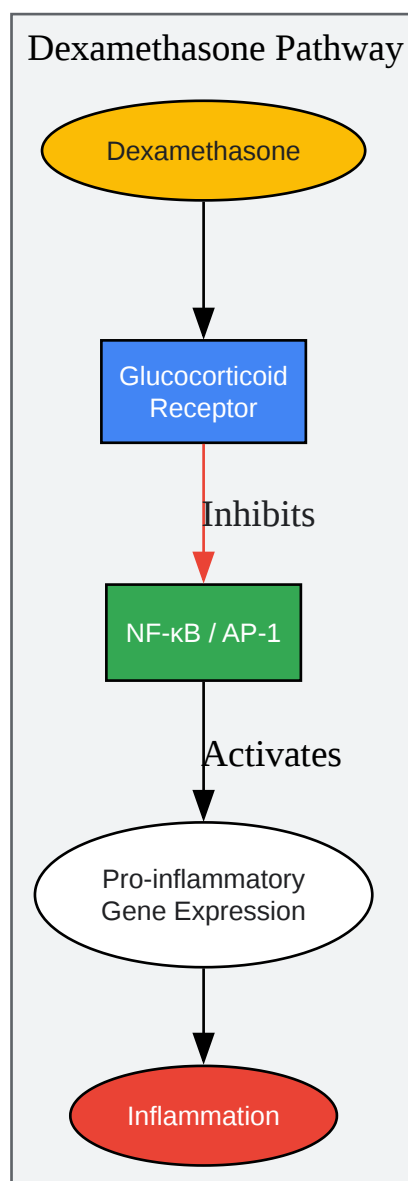 Dexamethasone Pathway
Dexamethasone
Glucocorticoid
Receptor
Inhibits
NF-κB / AP-1
Activates
Pro-inflammatory
Gene Expression
Inflammation